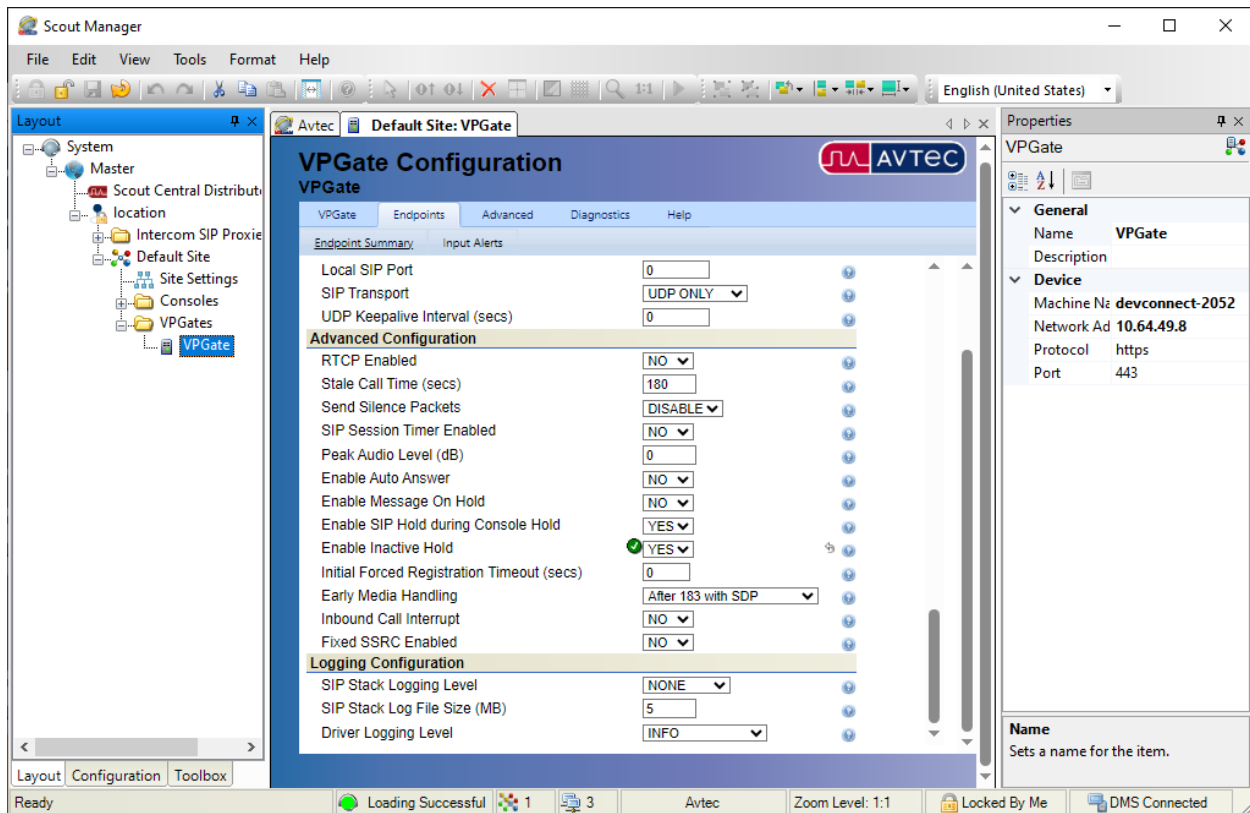 Scout Manager
File Edit View Tools Format Help
1:1
English (United States)
Layout
System
Master
Scout Central Distribut
location
Intercom SIP Proxie
Default Site
Site Settings
Consoles
VPGates
VPGate
Layout Configuration Toolbox
Avtec Default Site: VPGate
VPGate Configuration
VPGate
AVTEC
VPGate Endpoints Advanced Diagnostics Help
Endpoint Summary Input Alerts
Local SIP Port 0
SIP Transport UDP ONLY
UDP Keepalive Interval (secs) 0
Advanced Configuration
RTCP Enabled NO
Stale Call Time (secs) 180
Send Silence Packets DISABLE
SIP Session Timer Enabled NO
Peak Audio Level (dB) 0
Enable Auto Answer NO
Enable Message On Hold NO
Enable SIP Hold during Console Hold YES
Enable Inactive Hold YES
Initial Forced Registration Timeout (secs) 0
Early Media Handling After 183 with SDP
Inbound Call Interrupt NO
Fixed SSRC Enabled NO
Logging Configuration
SIP Stack Logging Level NONE
SIP Stack Log File Size (MB) 5
Driver Logging Level INFO
Properties
VPGate
General
Name VPGate
Description
Device
Machine Na devconnect-2052
Network Ad 10.64.49.8
Protocol https
Port 443
Name
Sets a name for the item.
Ready Loading Successful 1 3 Avtec Zoom Level: 1:1 Locked By Me DMS Connected